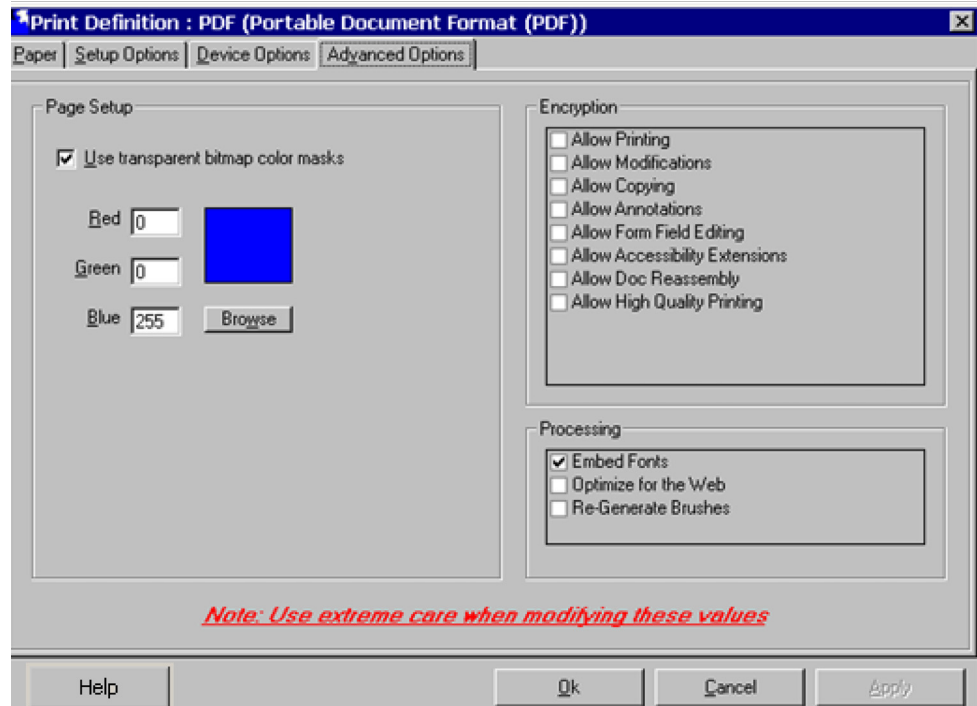 Print Definition : PDF (Portable Document Format (PDF))
Paper Setup Options Device Options Advanced Options
Page Setup
Use transparent bitmap color masks
Red 0
Green 0
Blue 255 Browse
Encryption
Allow Printing
Allow Modifications
Allow Copying
Allow Annotations
Allow Form Field Editing
Allow Accessibility Extensions
Allow Doc Reassembly
Allow High Quality Printing
Processing
Embed Fonts
Optimize for the Web
Re-Generate Brushes
Note: Use extreme care when modifying these values
Help Ok Cancel Apply